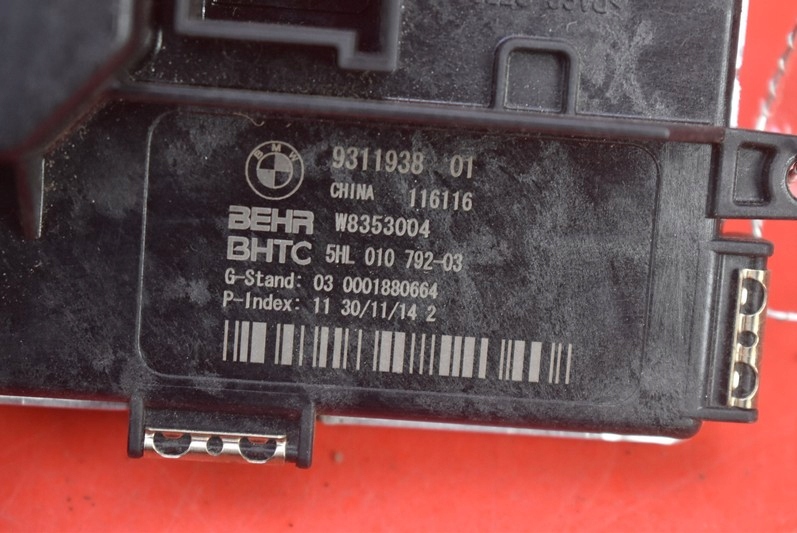 BMW
9311938 01
CHINA 116116
BEHR W8353004
BHTC 5HL 010 792-03
G-Stand: 03 0001880664
P-Index: 11 30/11/14 2